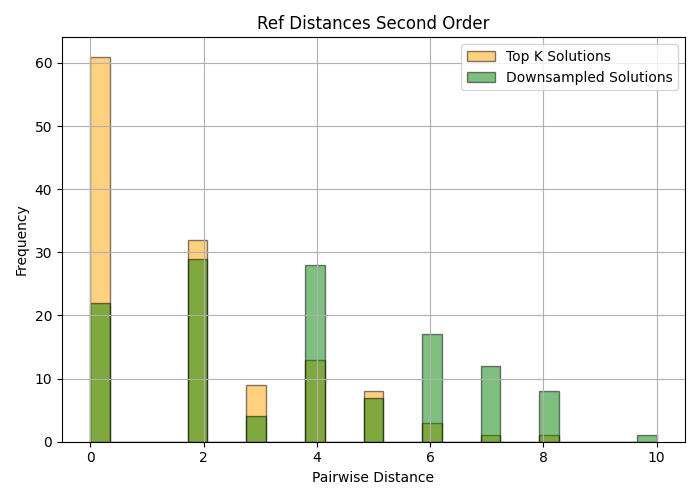 Ref Distances Second Order
Top K Solutions
Downsampled Solutions
Frequency
60
50
40
30
20
10
0
0 2 4 6 8 10
Pairwise Distance